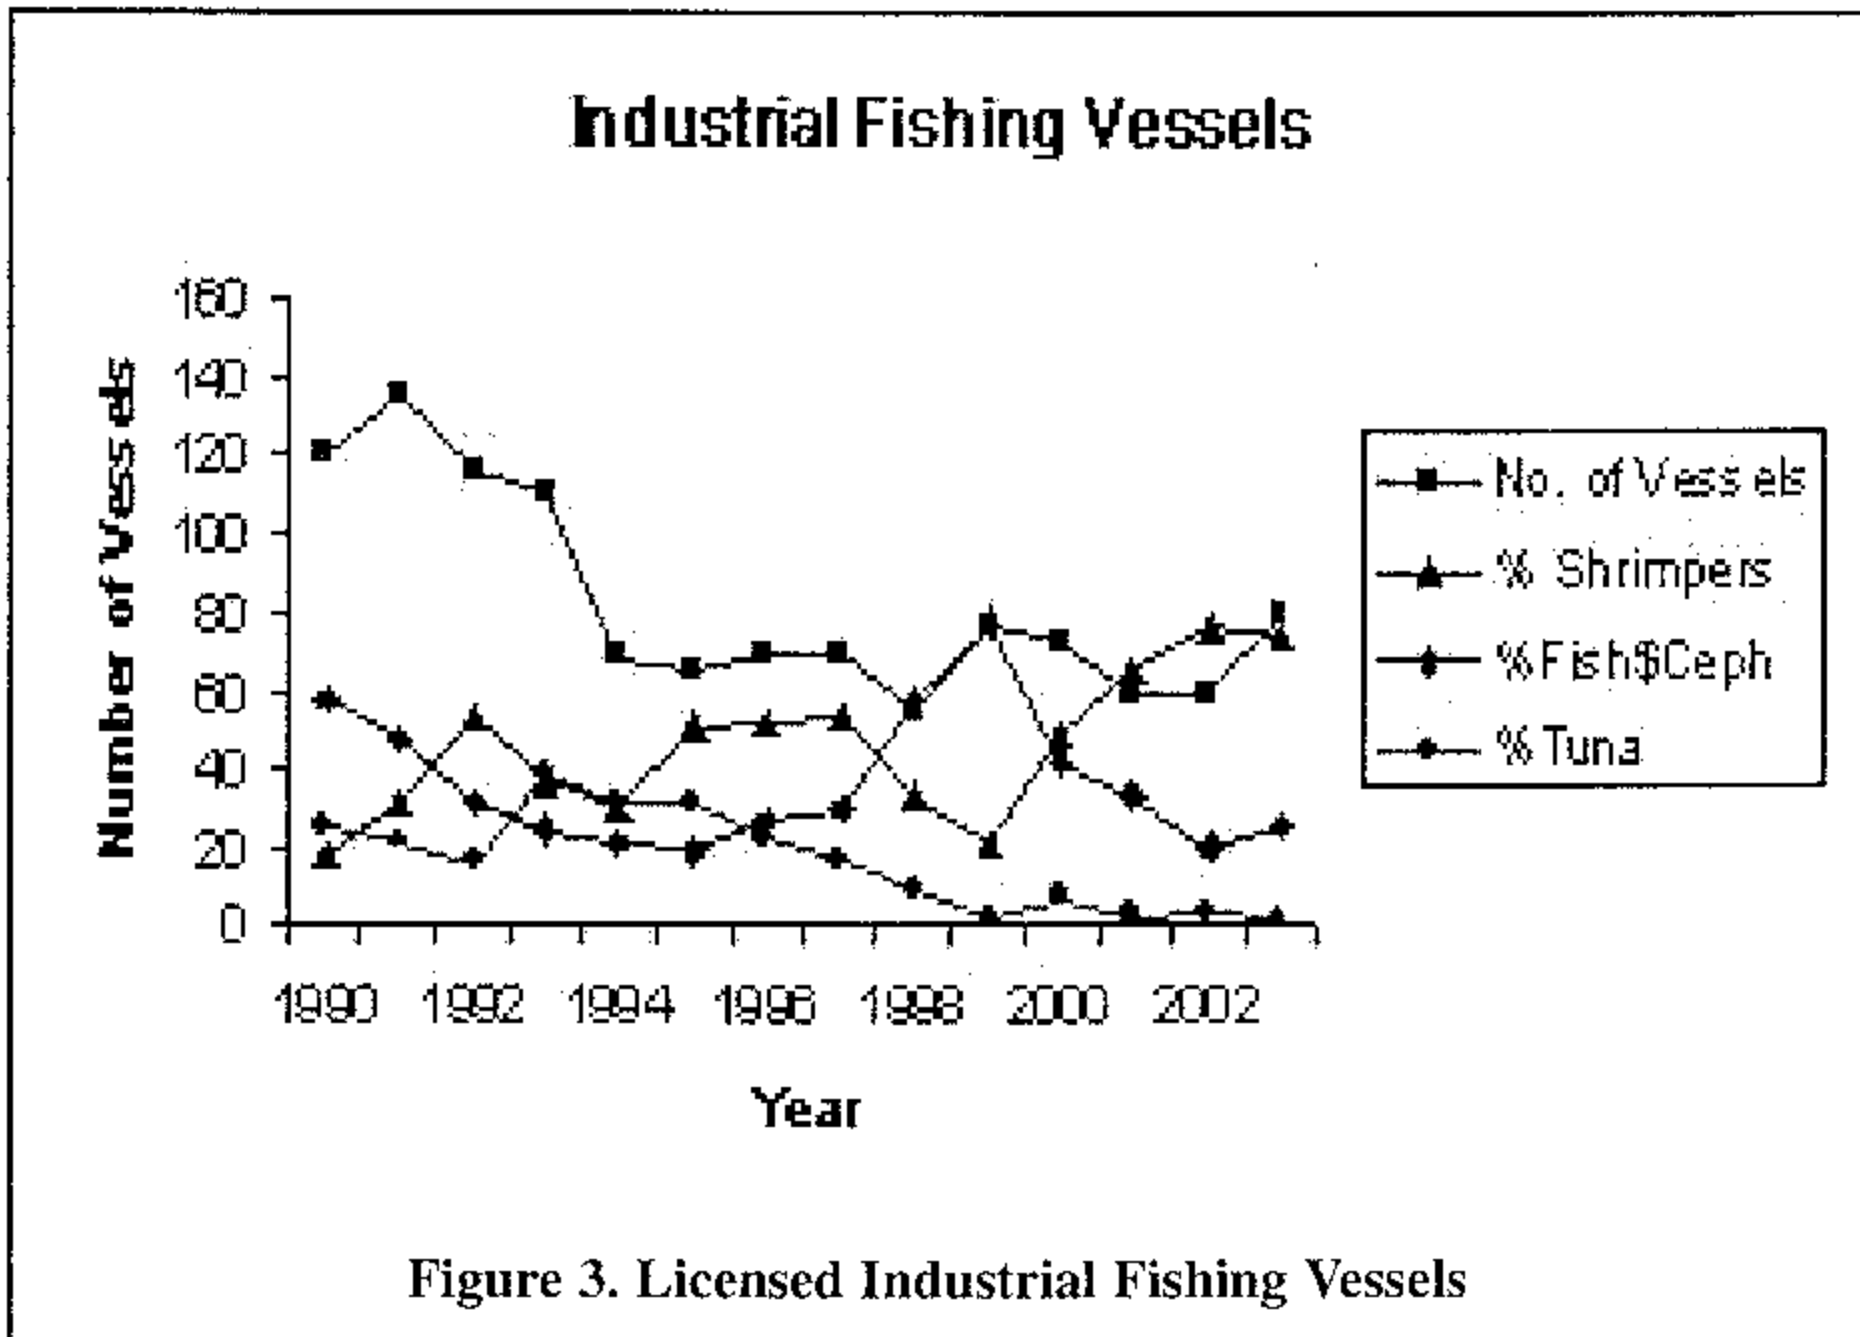 Industrial Fishing Vessels
160
140
120
100
80
60
40
20
0
Number of Vessels
1990 1992 1994 1996 1998 2000 2002
Year
No. of Vessels
% Shrimpers
%Fish$Ceph
%Tuna
Figure 3. Licensed Industrial Fishing Vessels